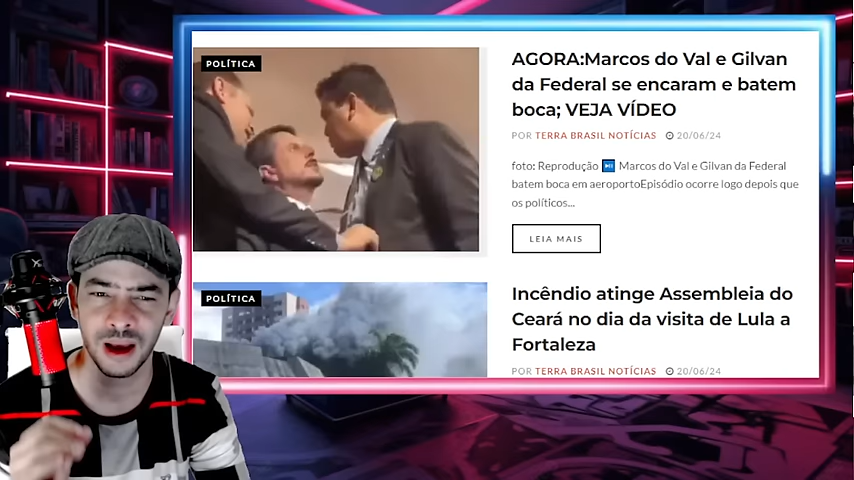 POLÍTICA
AGORA:Marcos do Val e Gilvan
da Federal se encaram e batem
boca; VEJA VÍDEO
POR TERRA BRASIL NOTÍCIAS 20/06/24
foto: Reprodução ⏯ Marcos do Val e Gilvan da Federal
batem boca em aeroportoEpisódio ocorre logo depois que
os políticos...
LEIA MAIS
POLÍTICA
Incêndio atinge Assembleia do
Ceará no dia da visita de Lula a
Fortaleza
POR TERRA BRASIL NOTÍCIAS 20/06/24